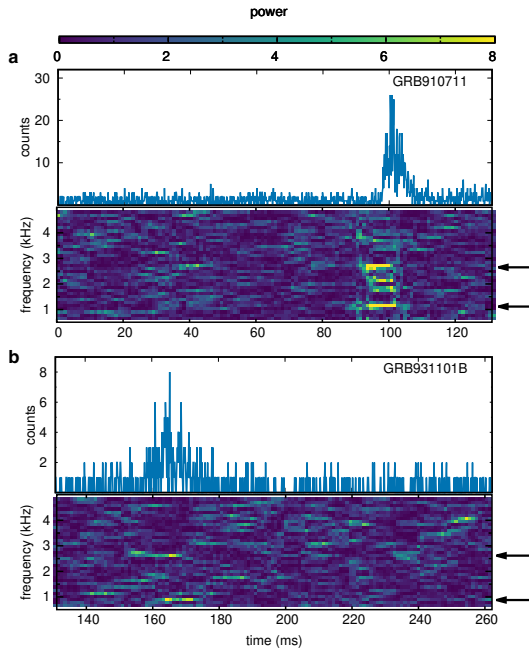 power
0 2 4 6 8
a
GRB910711
30
20
10
counts
4
3
2
1
frequency (kHz)
0 20 40 60 80 100 120
b
GRB931101B
8
6
4
2
counts
4
3
2
1
frequency (kHz)
140 160 180 200 220 240 260
time (ms)